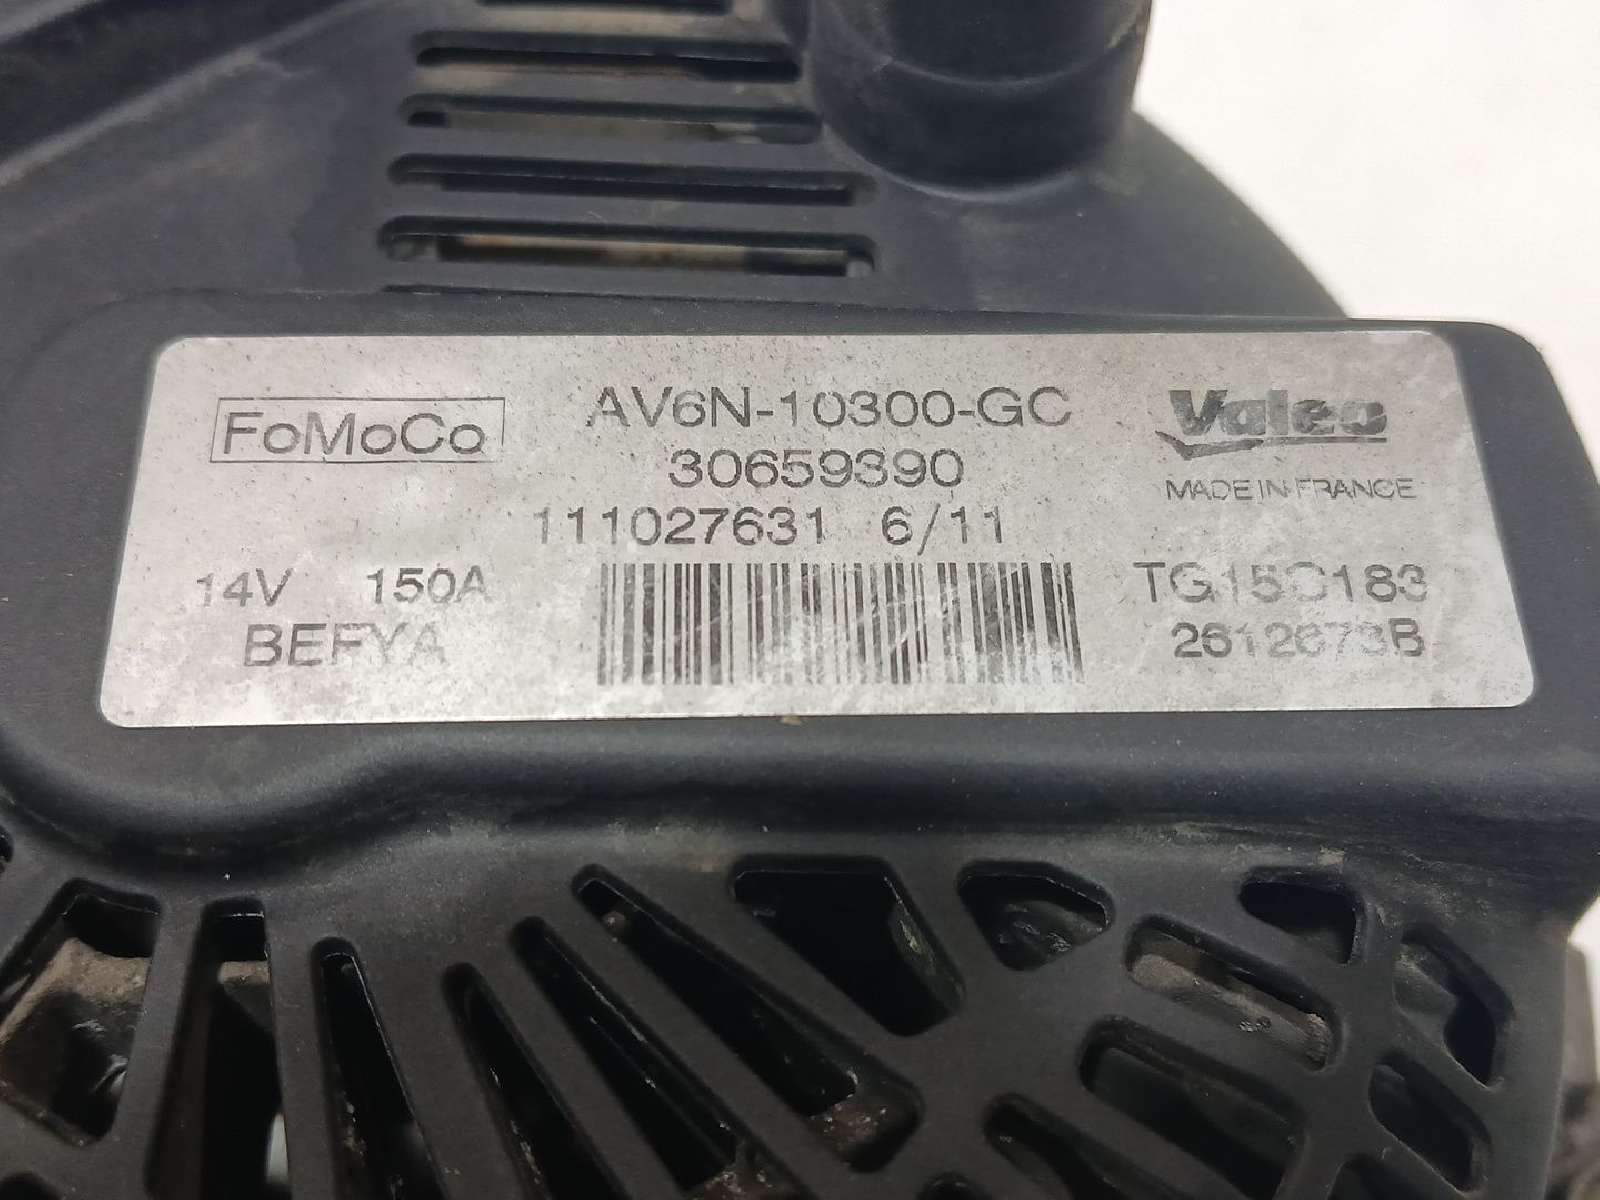 FoMoCo
AV6N-10300-GC
30659390
111027631 6/11
14V 150A
BEFYA
Valeo
MADE IN FRANCE
TG15C183
2612673B